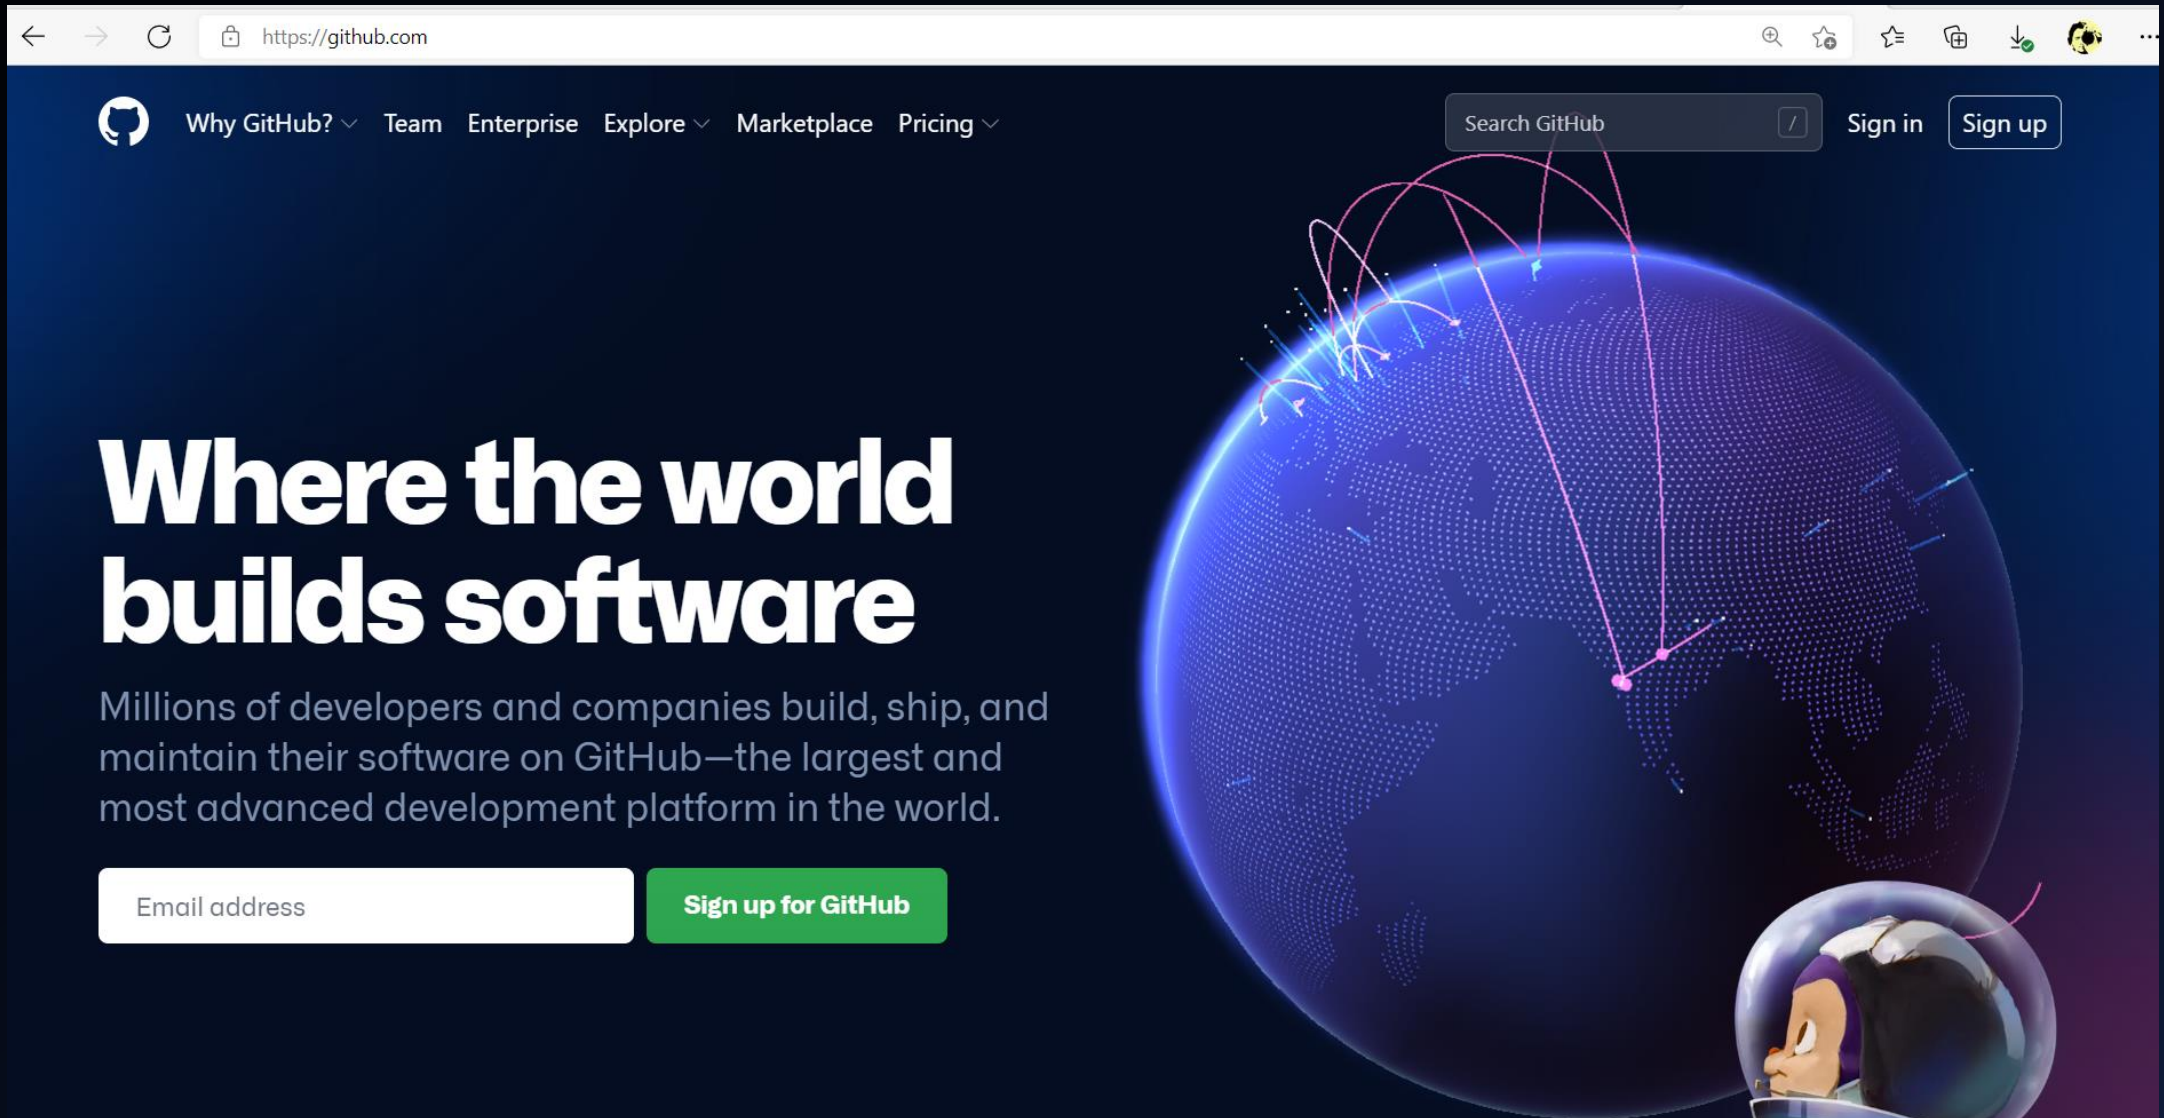 https://github.com
Why GitHub? Team Enterprise Explore Marketplace Pricing Search GitHub / Sign in Sign up
Where the world
builds software
Millions of developers and companies build, ship, and
maintain their software on GitHub—the largest and
most advanced development platform in the world.
Email address Sign up for GitHub